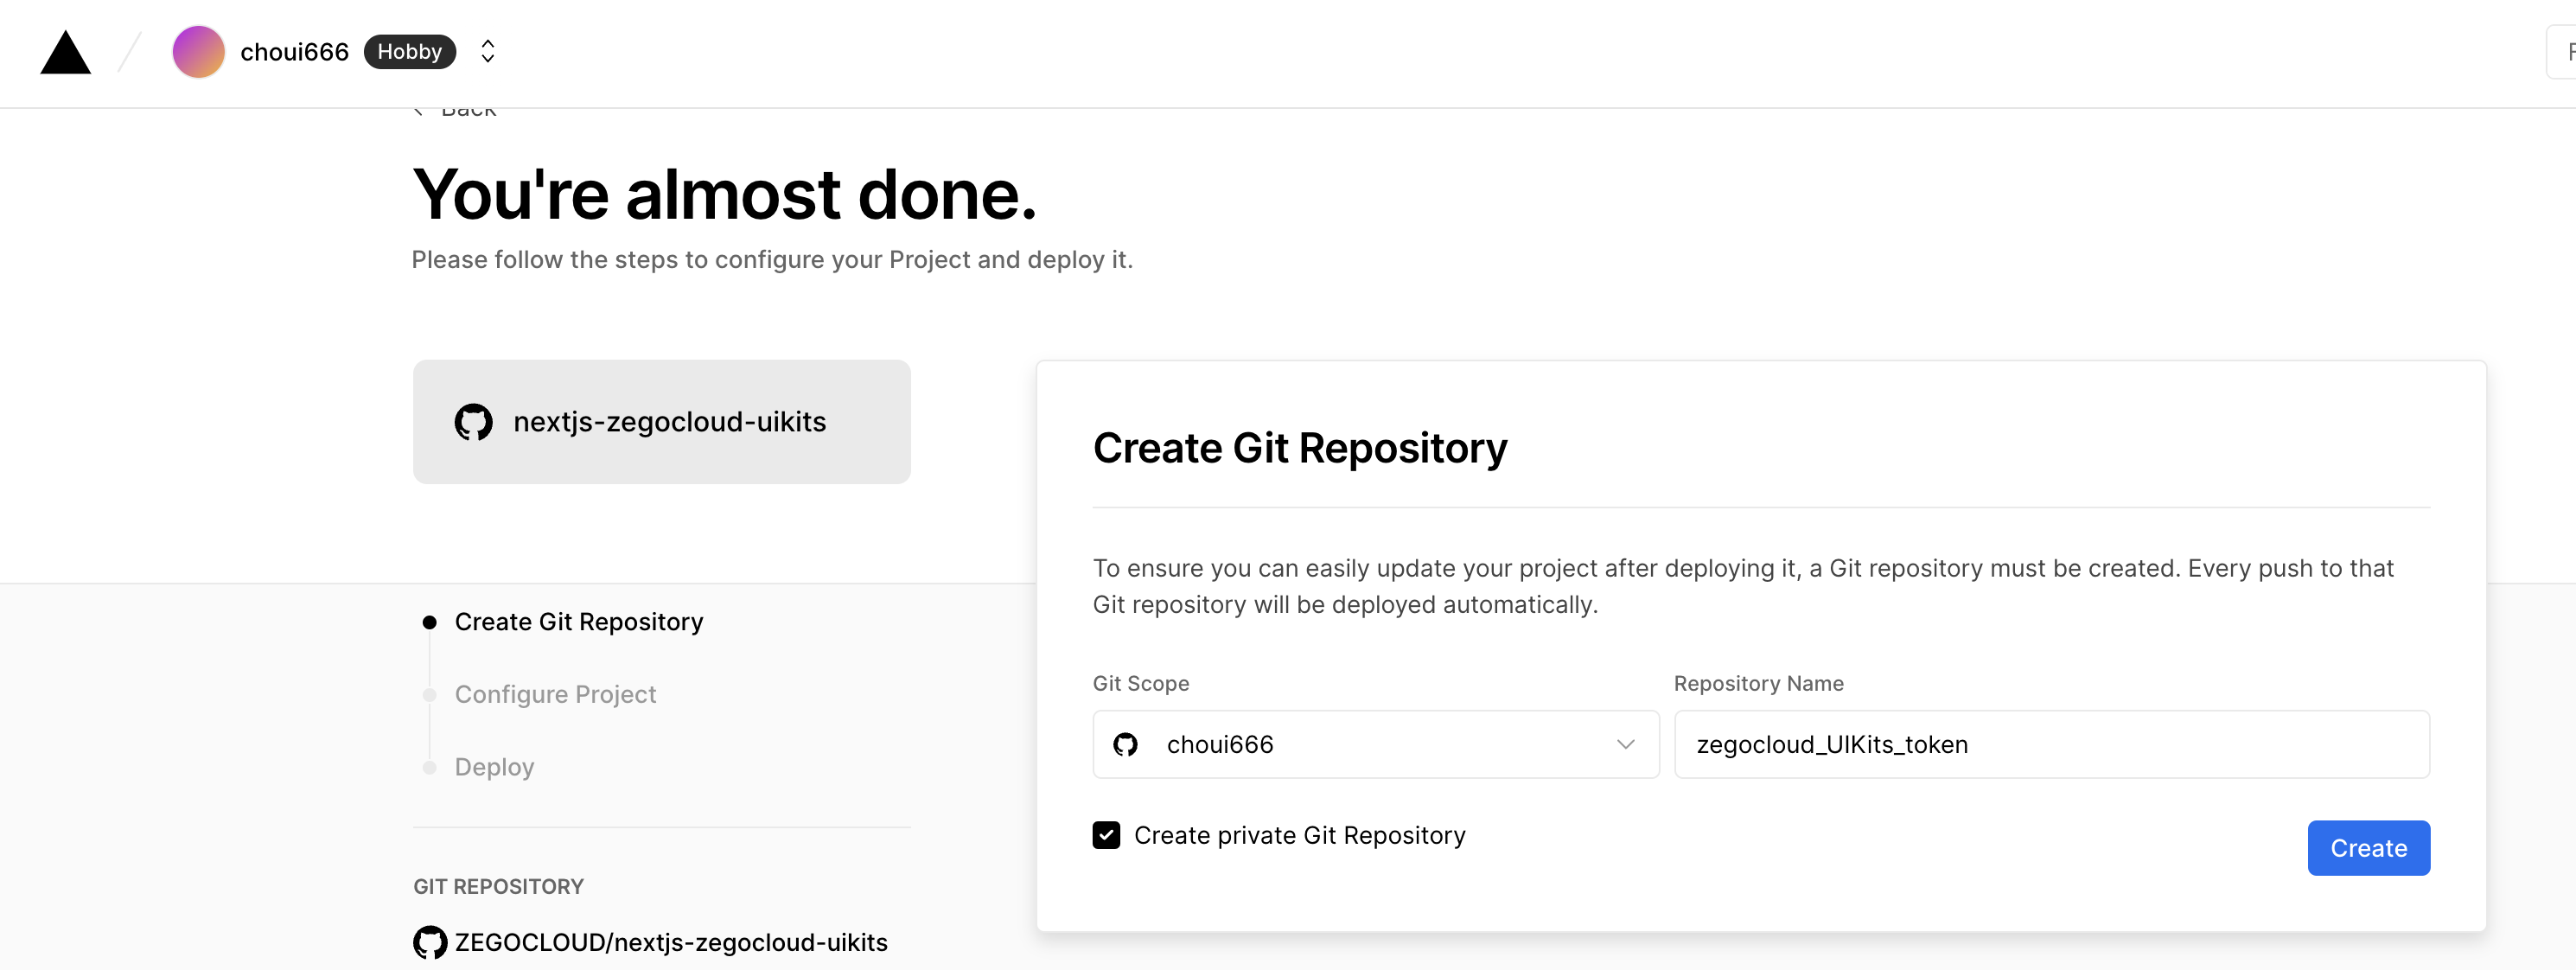 choui666 Hobby
Back
You're almost done.
Please follow the steps to configure your Project and deploy it.
nextjs-zegocloud-uikits
Create Git Repository
Configure Project
Deploy
GIT REPOSITORY
ZEGOCLOUD/nextjs-zegocloud-uikits
Create Git Repository
To ensure you can easily update your project after deploying it, a Git repository must be created. Every push to that
Git repository will be deployed automatically.
Git Scope
choui666
Repository Name
zegocloud_UIKits_token
Create private Git Repository
Create